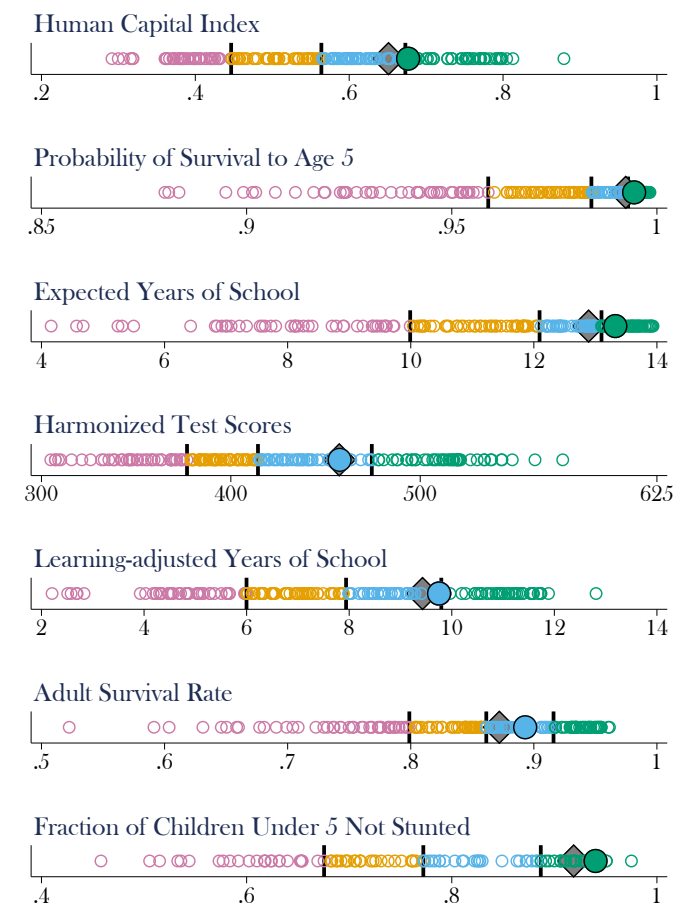 Human Capital Index
.2 .4 .6 .8 1
Probability of Survival to Age 5
.85 .9 .95 1
Expected Years of School
4 6 8 10 12 14
Harmonized Test Scores
300 400 500 625
Learning-adjusted Years of School
2 4 6 8 10 12 14
Adult Survival Rate
.5 .6 .7 .8 .9 1
Fraction of Children Under 5 Not Stunted
.4 .6 .8 1